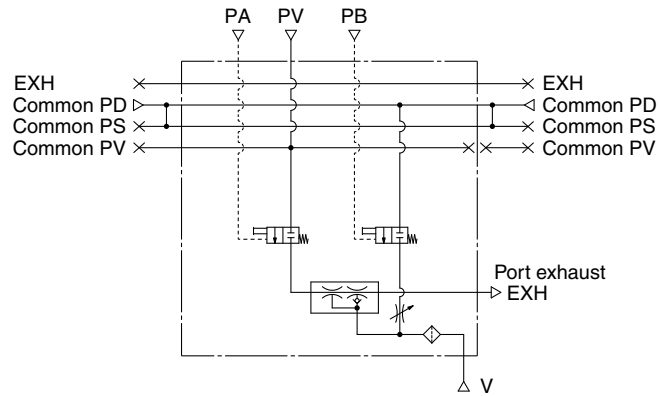 PA PV PB
EXH EXH
Common PD Common PD
Common PS Common PS
Common PV Common PV
Port exhaust
EXH
V